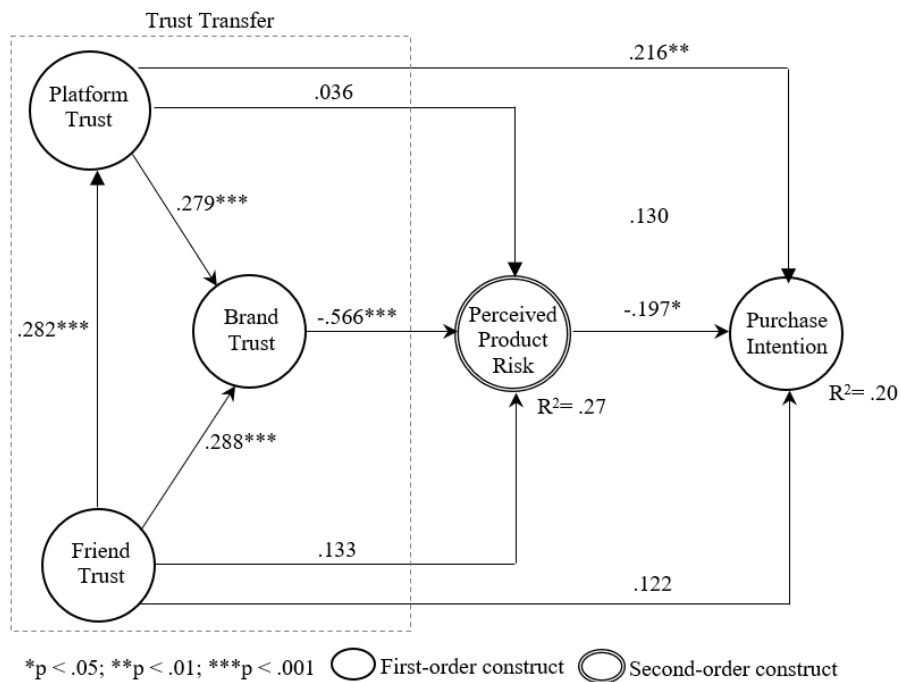 Trust Transfer
.216**
Platform
Trust
.036
.279***
.130
.282***
Brand
Trust
-.566***
Perceived
Product
Risk
-.197*
Purchase
Intention
R²= .27
R²= .20
.288***
Friend
Trust
.133
.122
*p < .05; **p < .01; ***p < .001 First-order construct Second-order construct